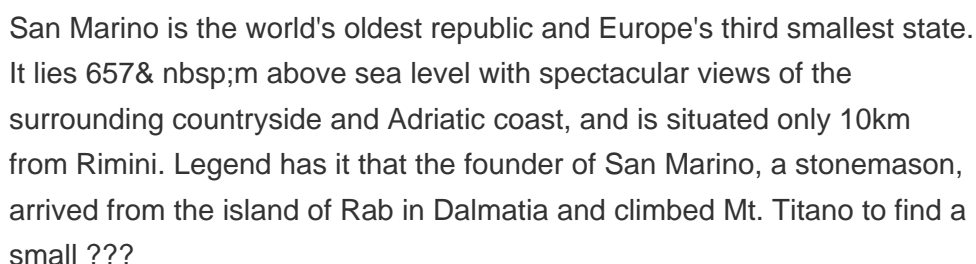 San Marino is the world's oldest republic and Europe's third smallest state.
It lies 657& nbsp;m above sea level with spectacular views of the
surrounding countryside and Adriatic coast, and is situated only 10km
from Rimini. Legend has it that the founder of San Marino, a stonemason,
arrived from the island of Rab in Dalmatia and climbed Mt. Titano to find a
small ???